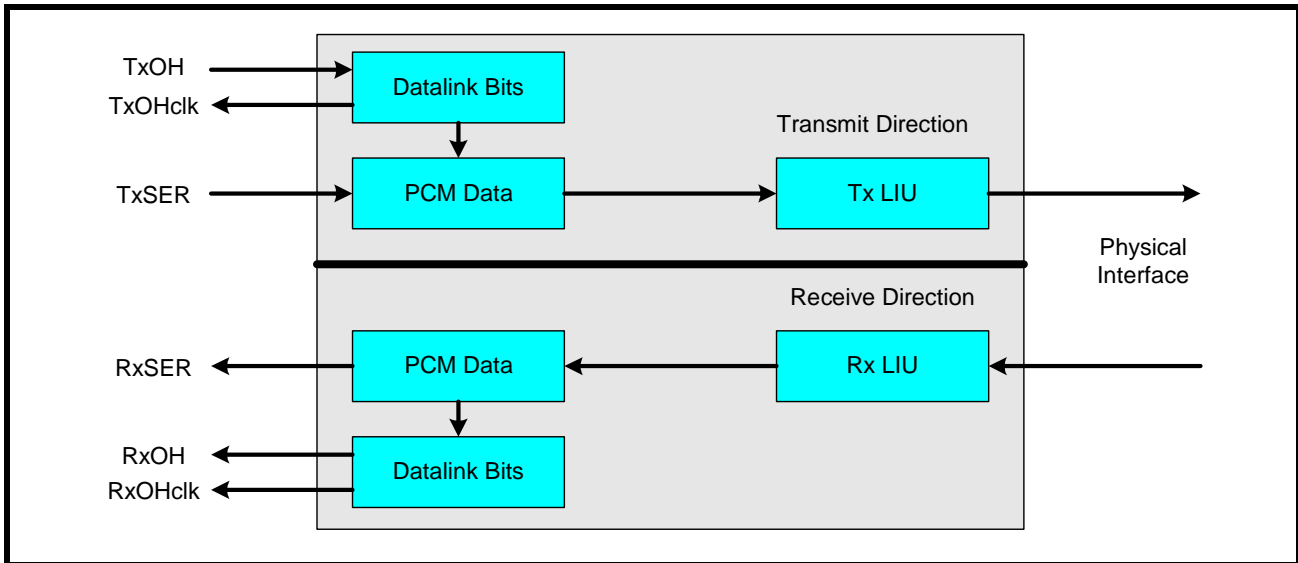 TxOH
Datalink Bits
TxOHclk
Transmit Direction
TxSER
PCM Data
Tx LIU
Physical
Interface
Receive Direction
RxSER
PCM Data
Rx LIU
RxOH
Datalink Bits
RxOHclk